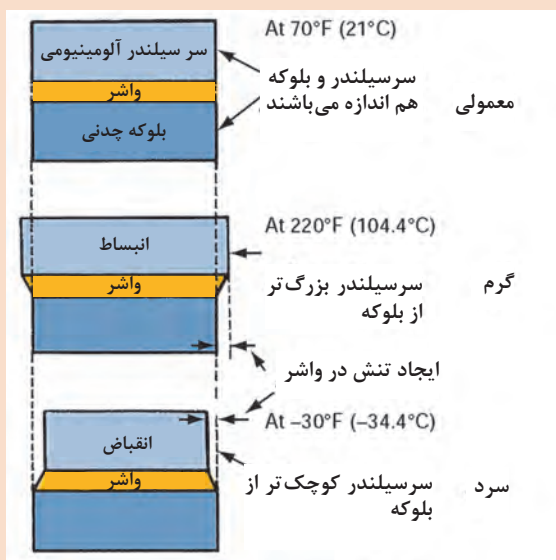 At 70°F (21°C)
سر سیلندر آلومینیومی
واشر
بلوکه چدنی
سرسیلندر و بلوکه
هم اندازه می‌باشند
معمولی
At 220°F (104.4°C)
انبساط
واشر
سرسیلندر بزرگ‌تر
از بلوکه
گرم
ایجاد تنش در واشر
At –30°F (–34.4°C)
انقباض
واشر
سرسیلندر کوچک‌تر از
بلوکه
سرد